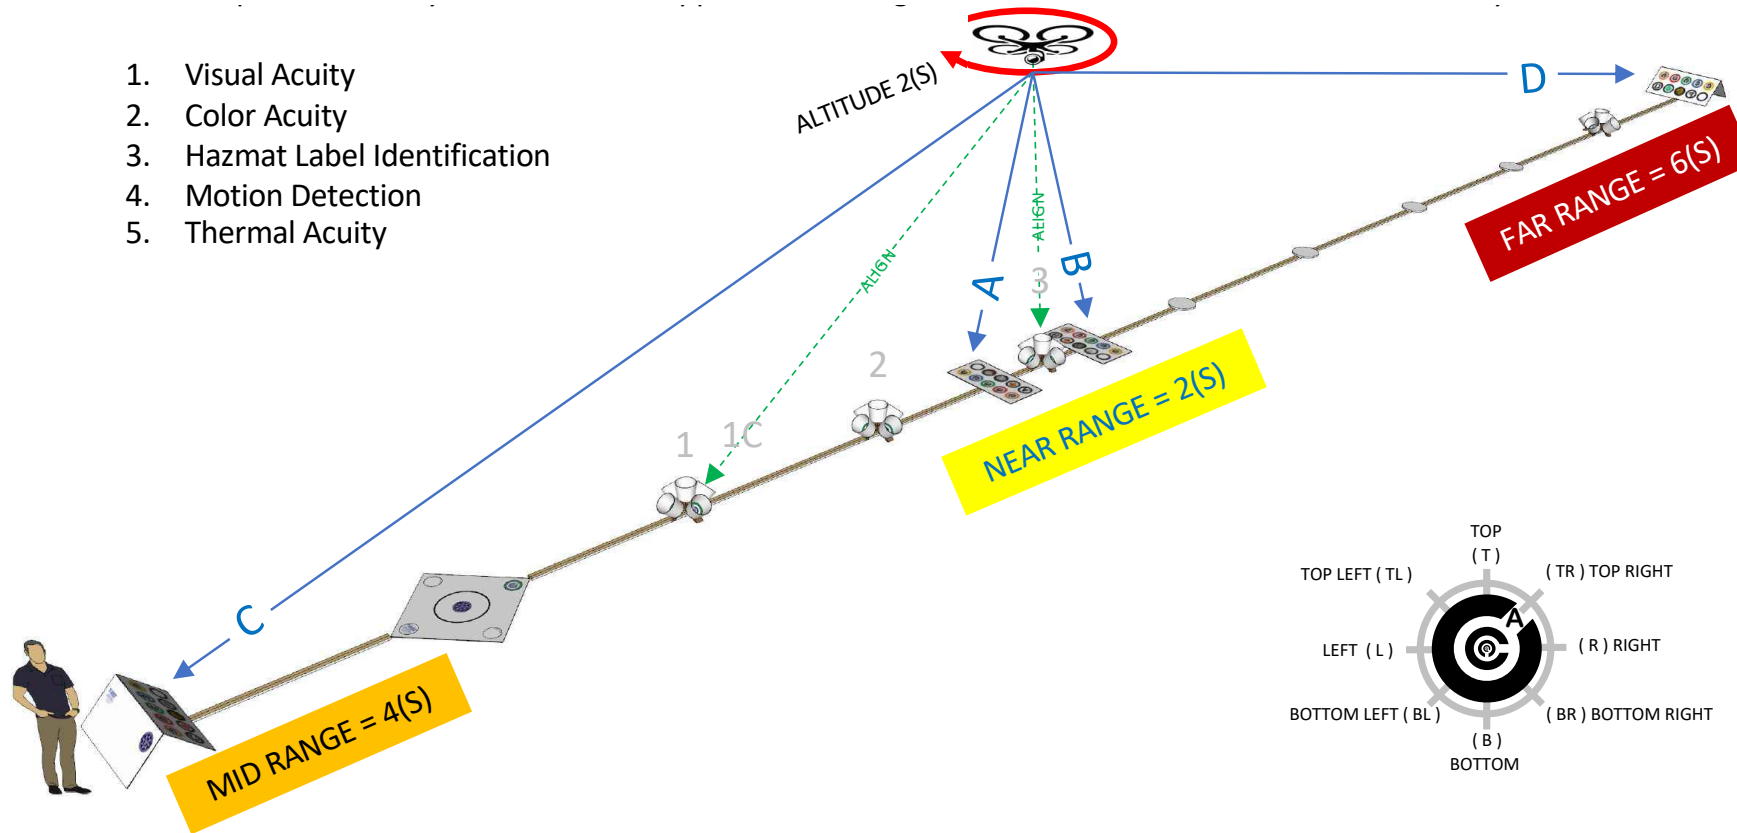 1. Visual Acuity
2. Color Acuity
3. Hazmat Label Identification
4. Motion Detection
5. Thermal Acuity
ALTITUDE 2(S)
D
FAR RANGE = 6(S)
ALIGN
ALIGN
A
3
B
2
NEAR RANGE = 2(S)
1
1C
C
MID RANGE = 4(S)
TOP
( T )
TOP LEFT ( TL )
( TR ) TOP RIGHT
A
LEFT ( L )
( R ) RIGHT
BOTTOM LEFT ( BL )
( BR ) BOTTOM RIGHT
( B )
BOTTOM